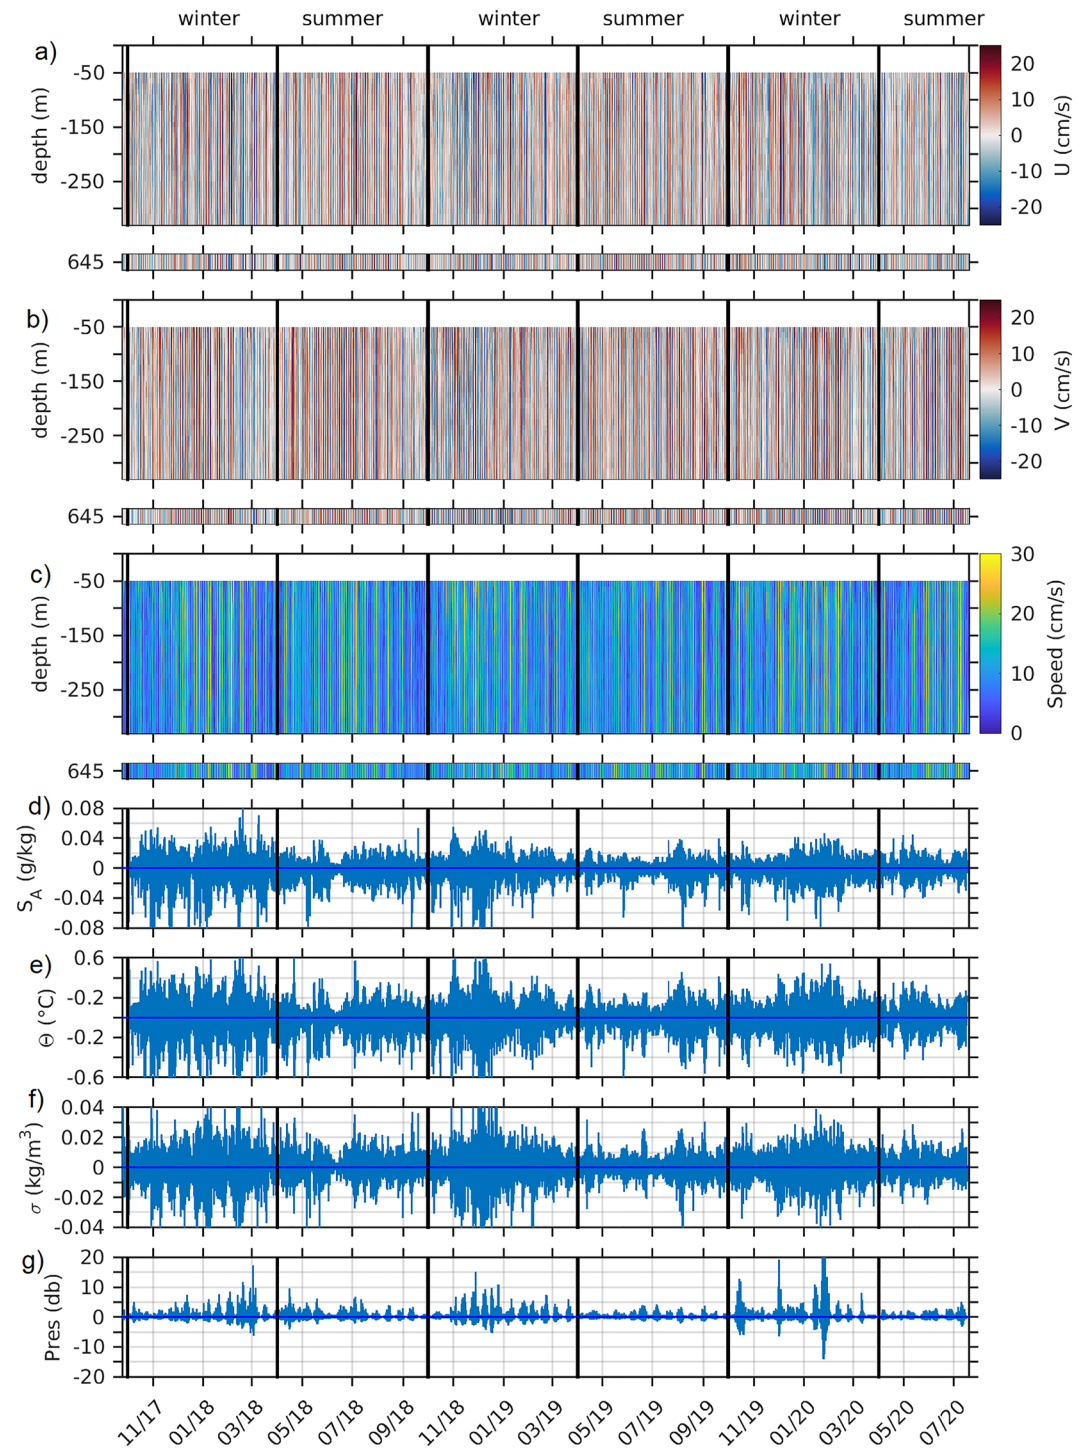 winter summer winter summer winter summer
a)
-50
-150
-250
depth (m)
645
20
10
0
-10
-20
U (cm/s)
b)
-50
-150
-250
depth (m)
645
20
10
0
-10
-20
V (cm/s)
c)
-50
-150
-250
depth (m)
645
30
20
10
0
Speed (cm/s)
d)
0.08
0.04
0
-0.04
-0.08
S_A (g/kg)
e)
0.6
-0.2
-0.2
-0.6
Θ (°C)
f)
0.04
0.02
0
-0.02
-0.04
σ (kg/m³)
g)
20
10
0
-10
-20
Pres (db)
11/17 01/18 03/18 05/18 07/18 09/18 11/18 01/19 03/19 05/19 07/19 09/19 11/19 01/20 03/20 05/20 07/20